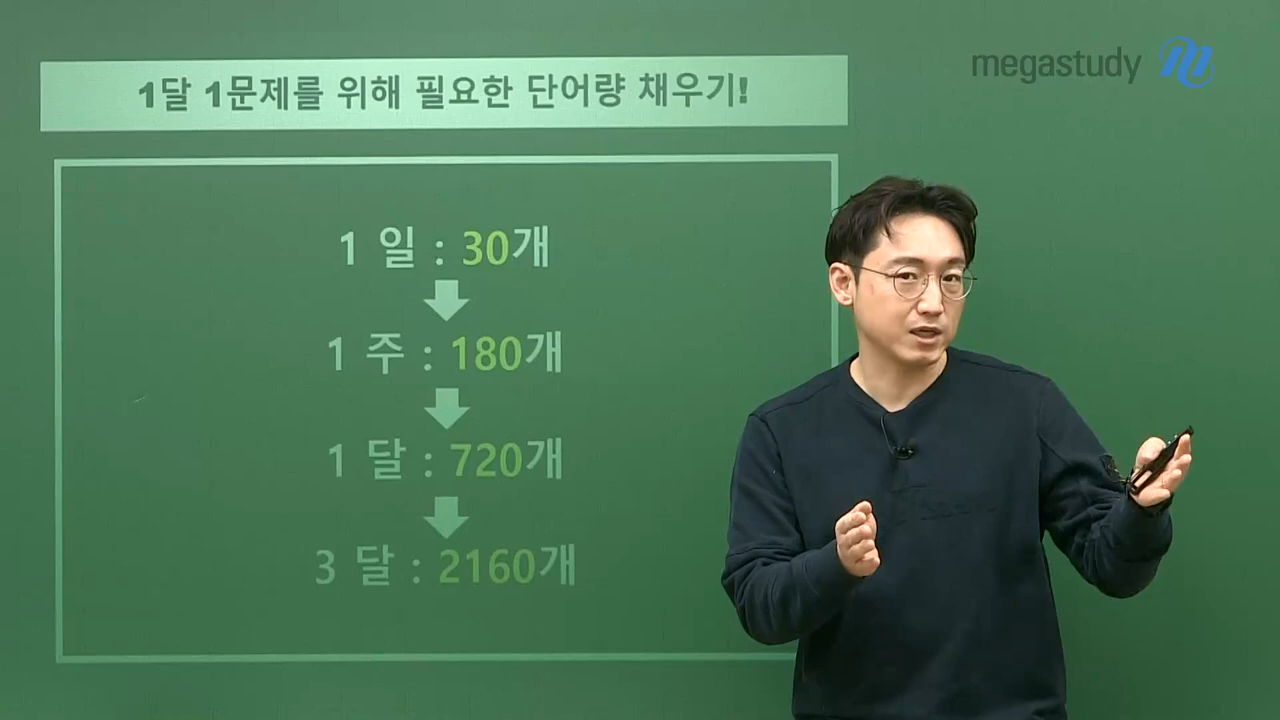 megastudy
1달 1문제를 위해 필요한 단어량 채우기!
1 일 : 30개
1 주 : 180개
1 달 : 720개
3 달 : 2160개